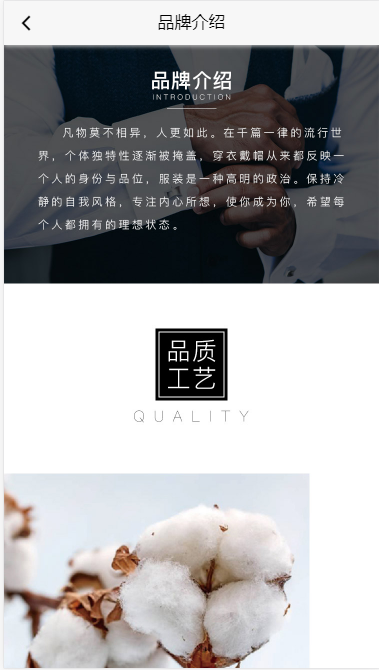 品牌介绍
品牌介绍
INTRODUCTION
凡物莫不相异，人更如此。在千篇一律的流行世
界，个体独特性逐渐被掩盖，穿衣戴帽从来都反映一
个人的身份与品位，服装是一种高明的政治。保持冷
静的自我风格，专注内心所想，使你成为你，希望每
个人都拥有的理想状态。
品质
工艺
QUALITY